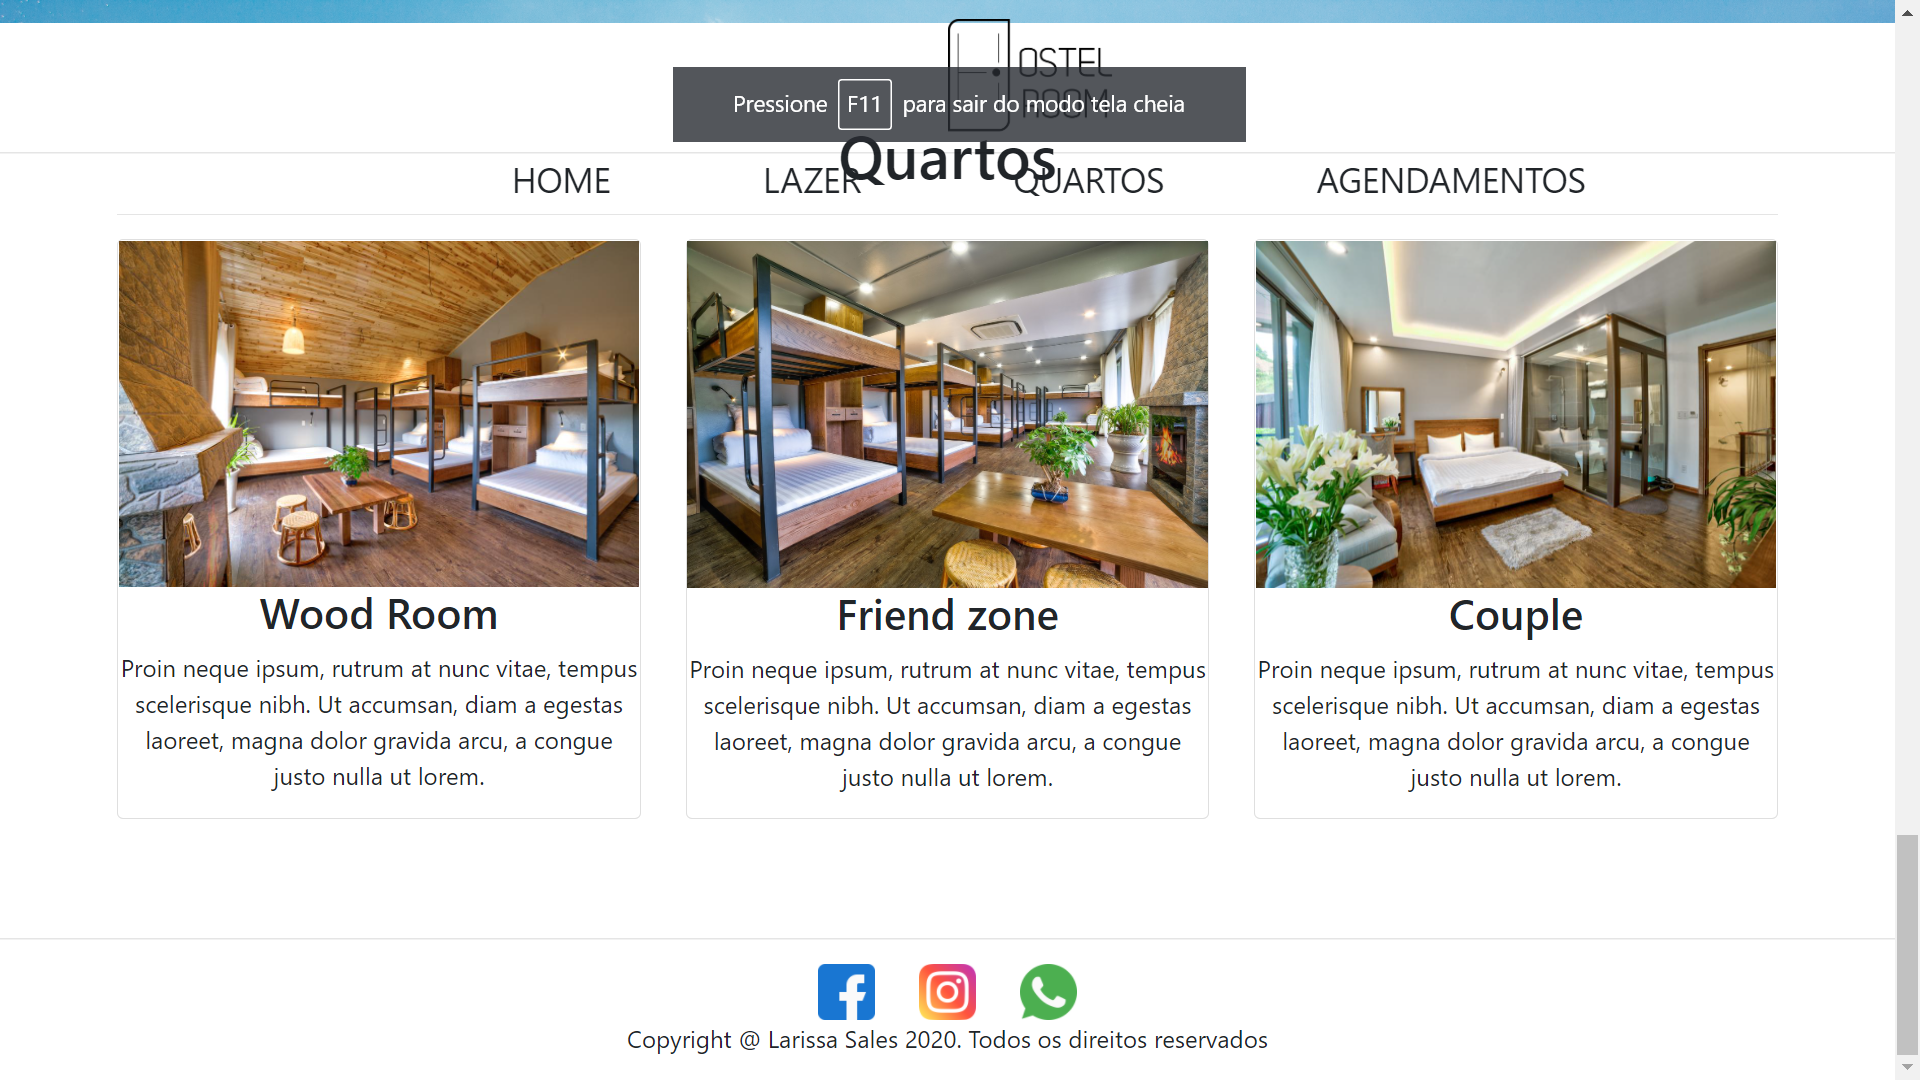 OSTEL
ROOM
Pressione F11 para sair do modo tela cheia
Quartos
HOME LAZER QUARTOS AGENDAMENTOS
Wood Room
Proin neque ipsum, rutrum at nunc vitae, tempus
scelerisque nibh. Ut accumsan, diam a egestas
laoreet, magna dolor gravida arcu, a congue
justo nulla ut lorem.
Friend zone
Proin neque ipsum, rutrum at nunc vitae, tempus
scelerisque nibh. Ut accumsan, diam a egestas
laoreet, magna dolor gravida arcu, a congue
justo nulla ut lorem.
Couple
Proin neque ipsum, rutrum at nunc vitae, tempus
scelerisque nibh. Ut accumsan, diam a egestas
laoreet, magna dolor gravida arcu, a congue
justo nulla ut lorem.
Copyright @ Larissa Sales 2020. Todos os direitos reservados